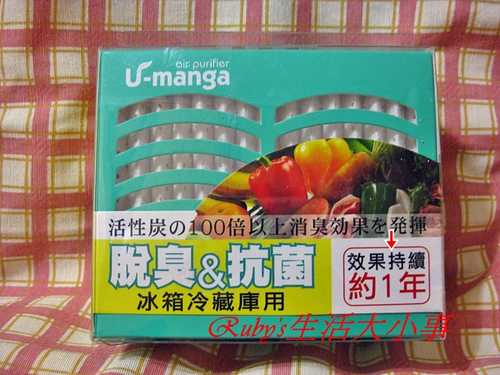 air purifier
U-manga
活性炭の100倍以上消臭効果を発揮
脱臭&抗菌
冰箱冷藏庫用
效果持續
約1年
Ruby's生活大小事